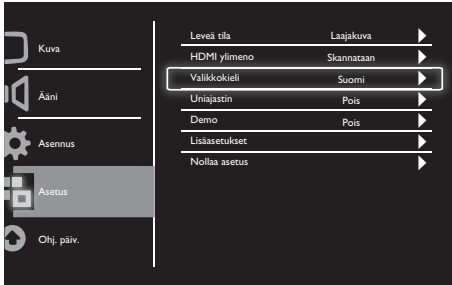 Kuva
Ääni
Asennus
Asetus
Ohj. päiv.
Leveä tila Laajakuva
HDMI ylimeno Skannataan
Valikkokieli Suomi
Uniajastin Pois
Demo Pois
Lisäasetukset
Nollaa asetus